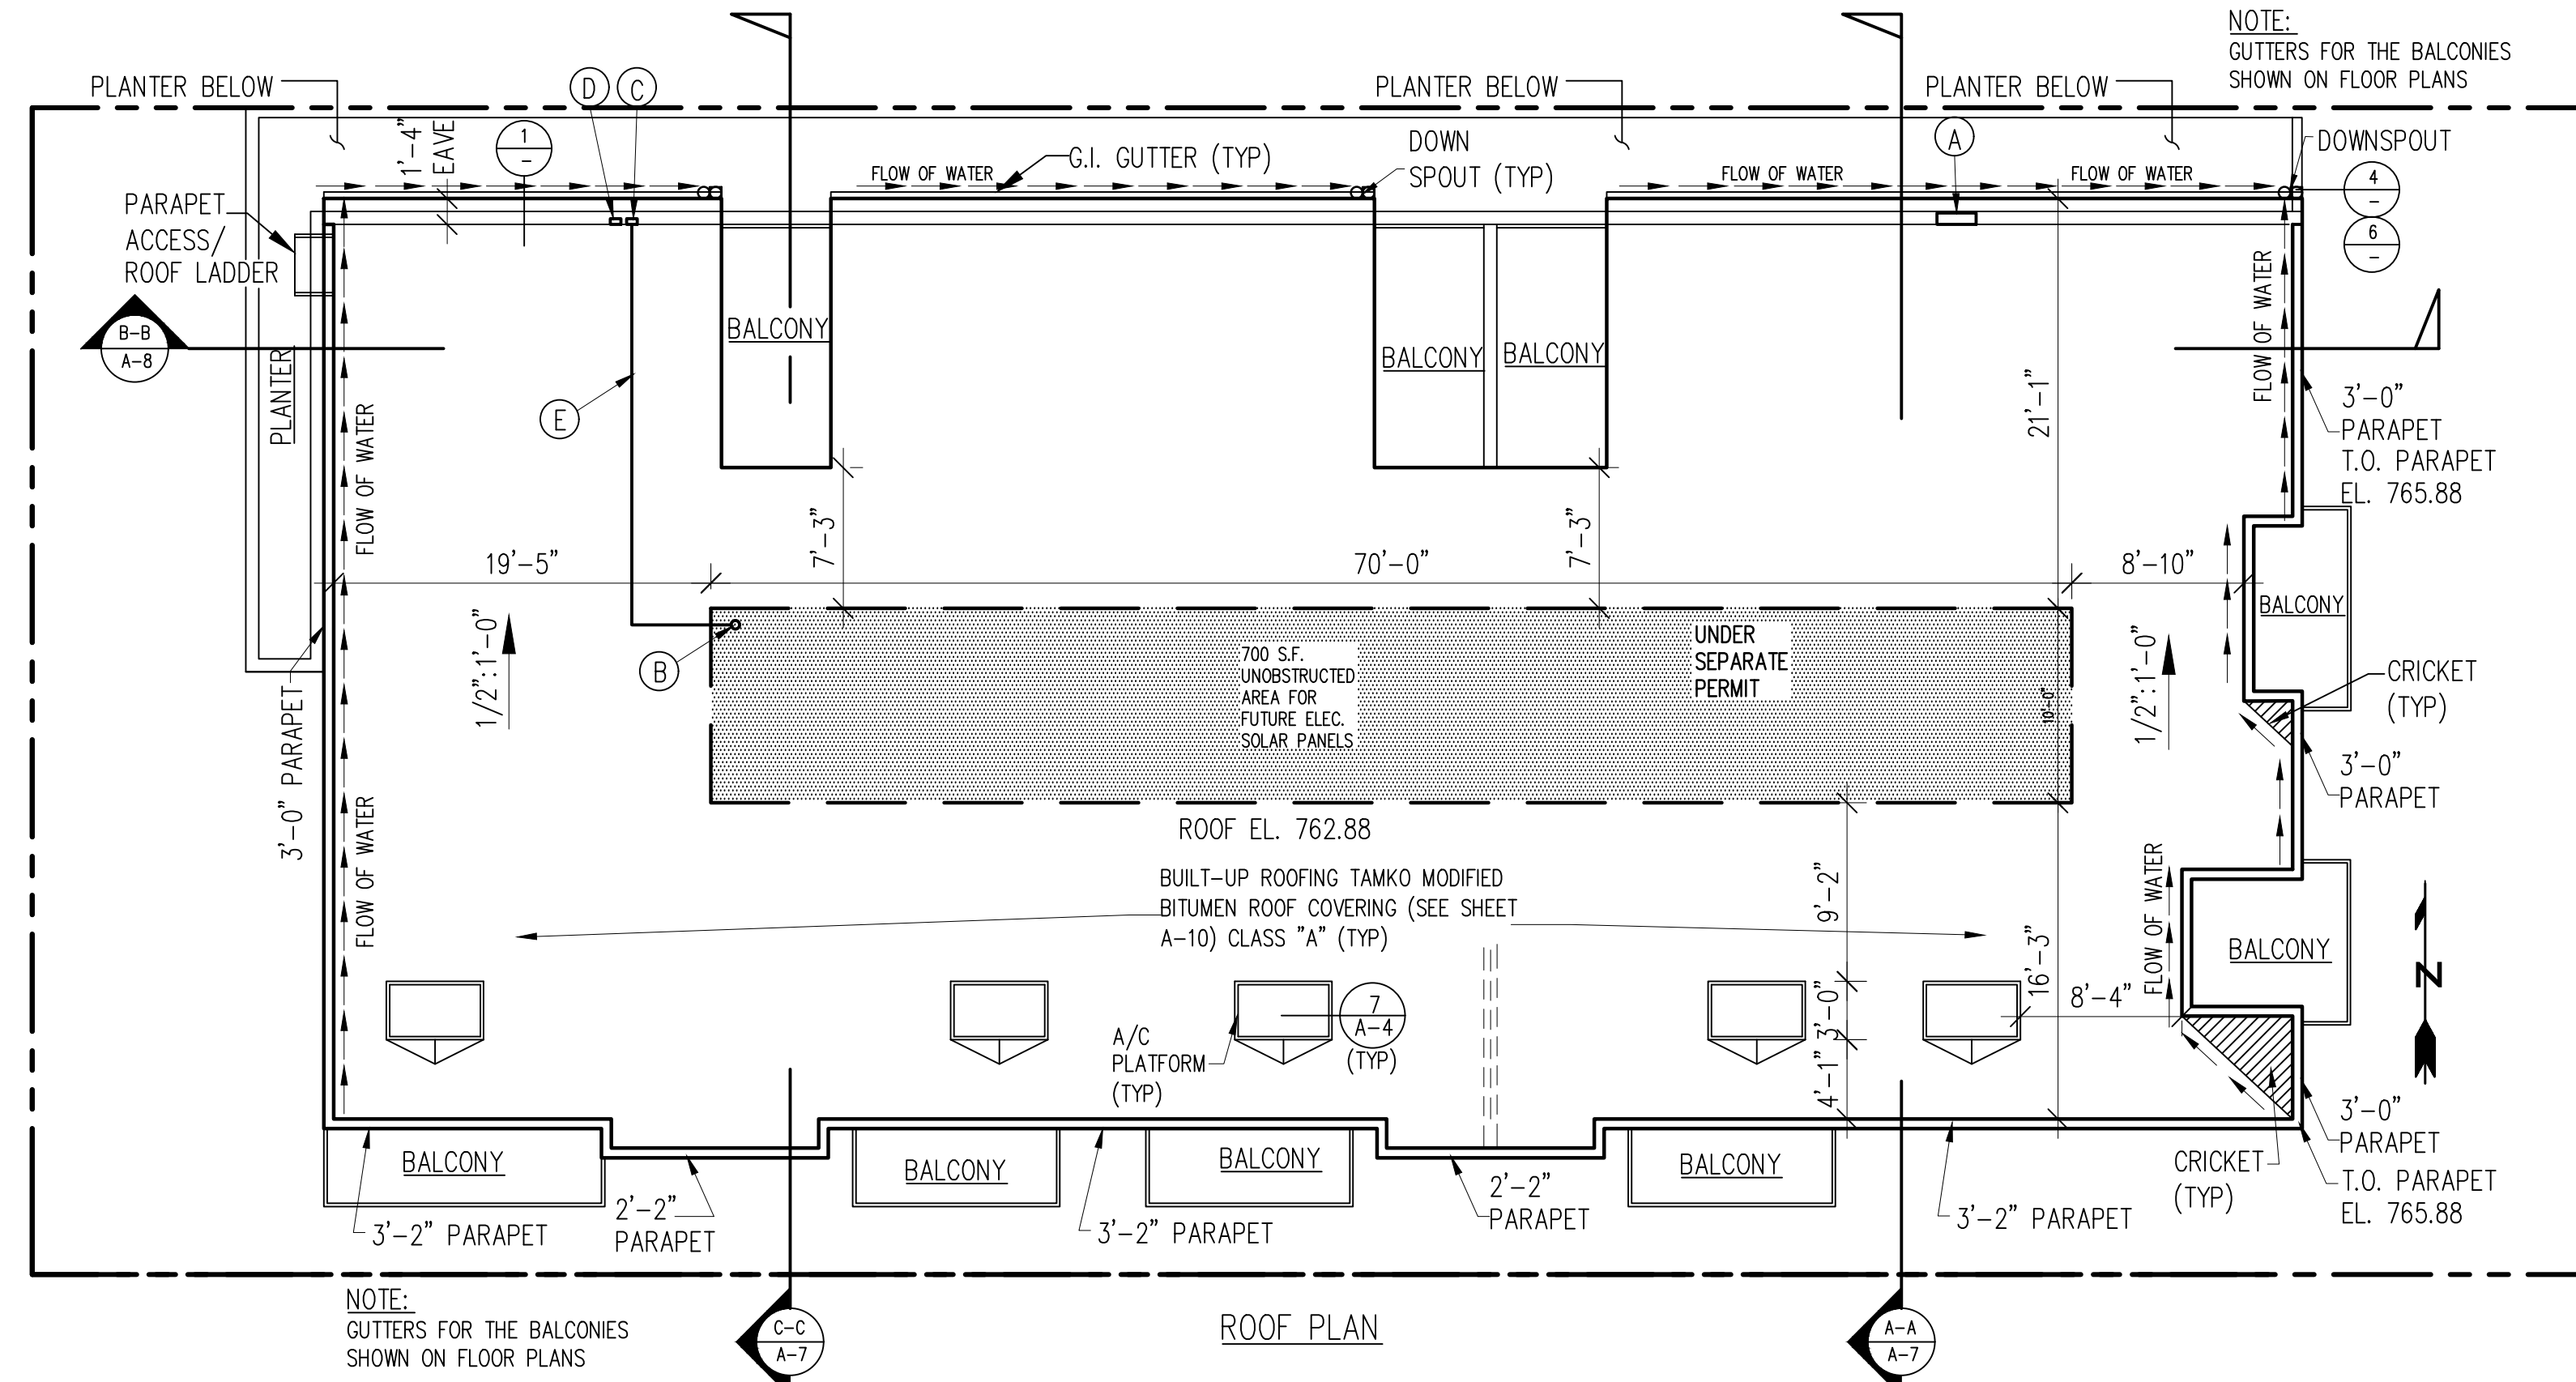 NOTE:
GUTTERS FOR THE BALCONIES
SHOWN ON FLOOR PLANS
PLANTER BELOW
D
C
PLANTER BELOW
PLANTER BELOW
1'-4"
EAVE
1
-
FLOW OF WATER
G.I. GUTTER (TYP)
DOWN
SPOUT (TYP)
FLOW OF WATER
A
FLOW OF WATER
DOWNSPOUT
4
-
6
-
PARAPET
ACCESS/
ROOF LADDER
B-B
A-8
PLANTER
FLOW OF WATER
E
BALCONY
BALCONY
BALCONY
21'-1"
FLOW OF WATER
3'-0"
PARAPET
T.O. PARAPET
EL. 765.88
19'-5"
7'-3"
70'-0"
7'-3"
8'-10"
BALCONY
1/2":1'-0"
B
700 S.F.
UNOBSTRUCTED
AREA FOR
FUTURE ELEC.
SOLAR PANELS
UNDER
SEPARATE
PERMIT
10'-0"
1/2":1'-0"
CRICKET
(TYP)
3'-0"
PARAPET
3'-0" PARAPET
FLOW OF WATER
ROOF EL. 762.88
BUILT-UP ROOFING TAMKO MODIFIED
BITUMEN ROOF COVERING (SEE SHEET
A-10) CLASS "A" (TYP)
9'-2"
16'-3"
FLOW OF WATER
BALCONY
N
8'-4"
3'-0"
4'-1"
A/C
PLATFORM
(TYP)
7
A-4
(TYP)
3'-0"
PARAPET
T.O. PARAPET
EL. 765.88
CRICKET
(TYP)
BALCONY
BALCONY
BALCONY
BALCONY
3'-2" PARAPET
2'-2"
PARAPET
3'-2" PARAPET
2'-2"
PARAPET
3'-2" PARAPET
NOTE:
GUTTERS FOR THE BALCONIES
SHOWN ON FLOOR PLANS
C-C
A-7
ROOF PLAN
A-A
A-7